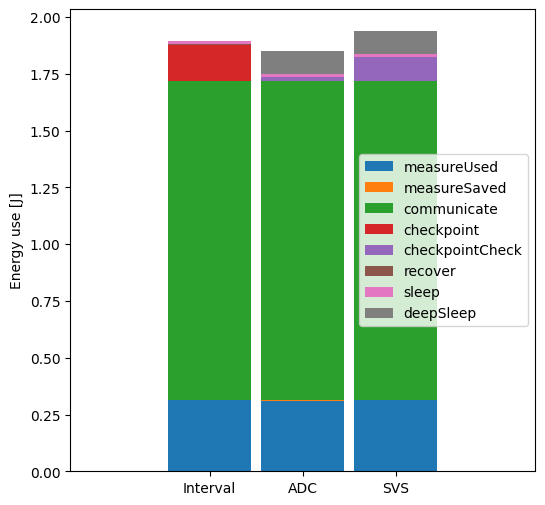 2.00
1.75
1.50
1.25
1.00
0.75
0.50
0.25
0.00
Energy use [J]
measureUsed
measureSaved
communicate
checkpoint
checkpointCheck
recover
sleep
deepSleep
Interval ADC SVS